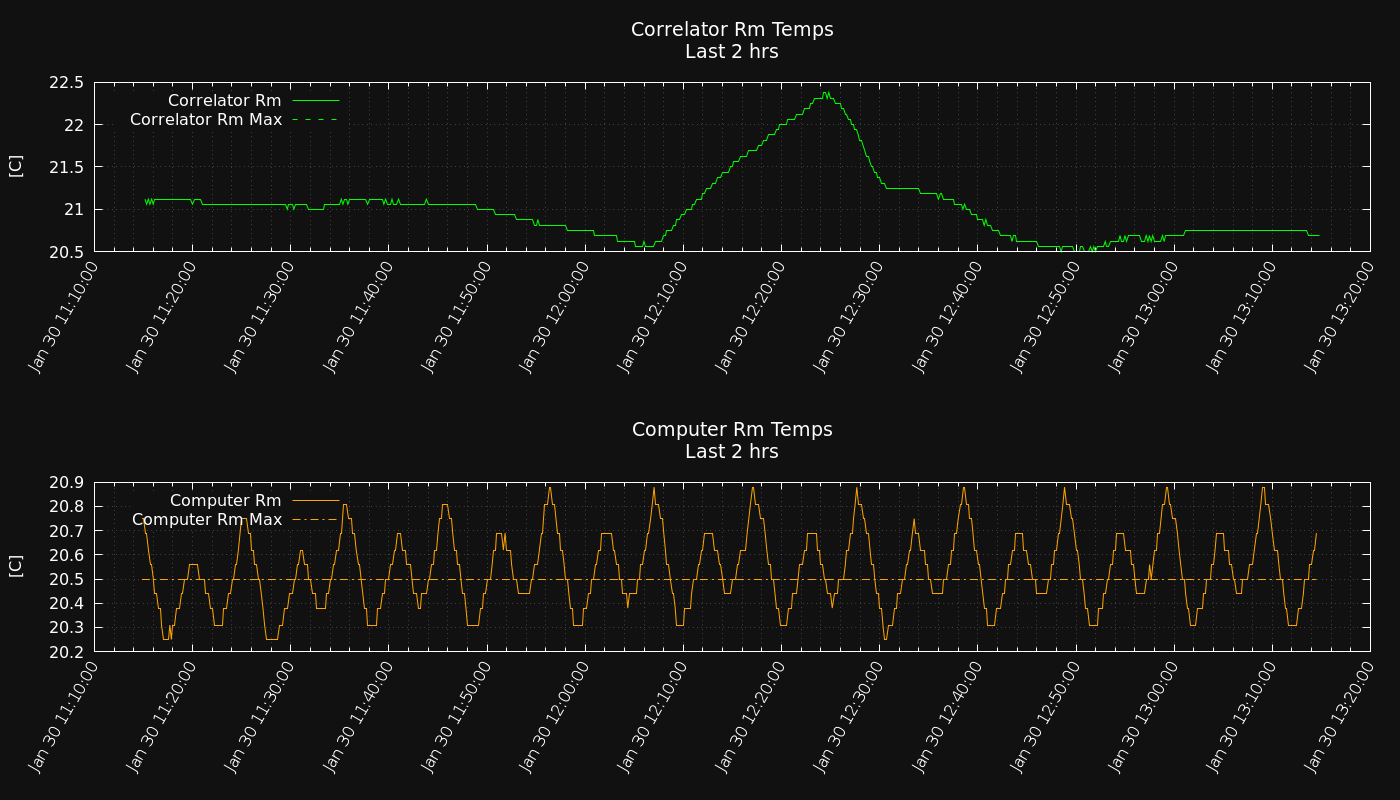 Correlator Rm Temps
Last 2 hrs
22.5
22
21.5
21
20.5
[C]
Correlator Rm
Correlator Rm Max
Jan 30 11:10:00
Jan 30 11:20:00
Jan 30 11:30:00
Jan 30 11:40:00
Jan 30 11:50:00
Jan 30 12:00:00
Jan 30 12:10:00
Jan 30 12:20:00
Jan 30 12:30:00
Jan 30 12:40:00
Jan 30 12:50:00
Jan 30 13:00:00
Jan 30 13:10:00
Jan 30 13:20:00
Computer Rm Temps
Last 2 hrs
20.9
20.8
20.7
20.6
20.5
20.4
20.3
20.2
[C]
Computer Rm
Computer Rm Max
Jan 30 11:10:00
Jan 30 11:20:00
Jan 30 11:30:00
Jan 30 11:40:00
Jan 30 11:50:00
Jan 30 12:00:00
Jan 30 12:10:00
Jan 30 12:20:00
Jan 30 12:30:00
Jan 30 12:40:00
Jan 30 12:50:00
Jan 30 13:00:00
Jan 30 13:10:00
Jan 30 13:20:00